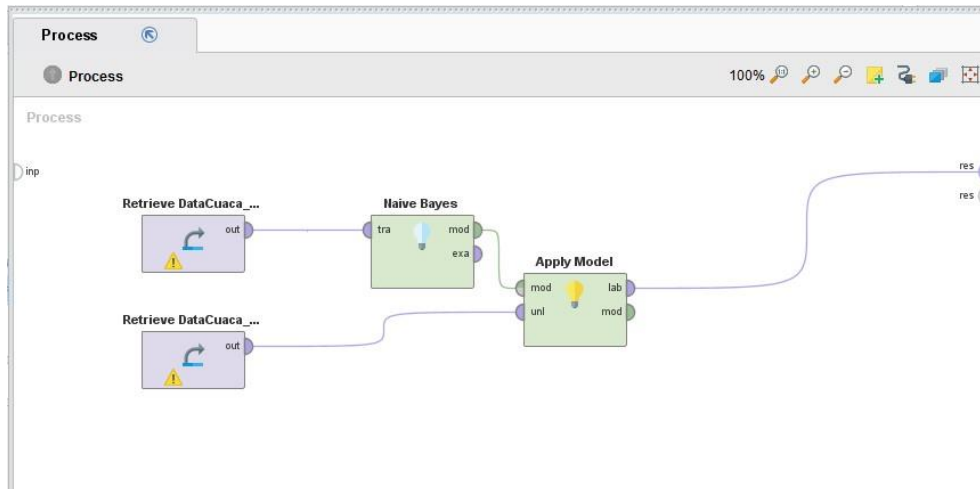 Process
Process
100%
Process
inp
res
res
Retrieve DataCuaca_...
out
Naive Bayes
tra
mod
exa
Apply Model
mod
lab
unl
mod
Retrieve DataCuaca_...
out